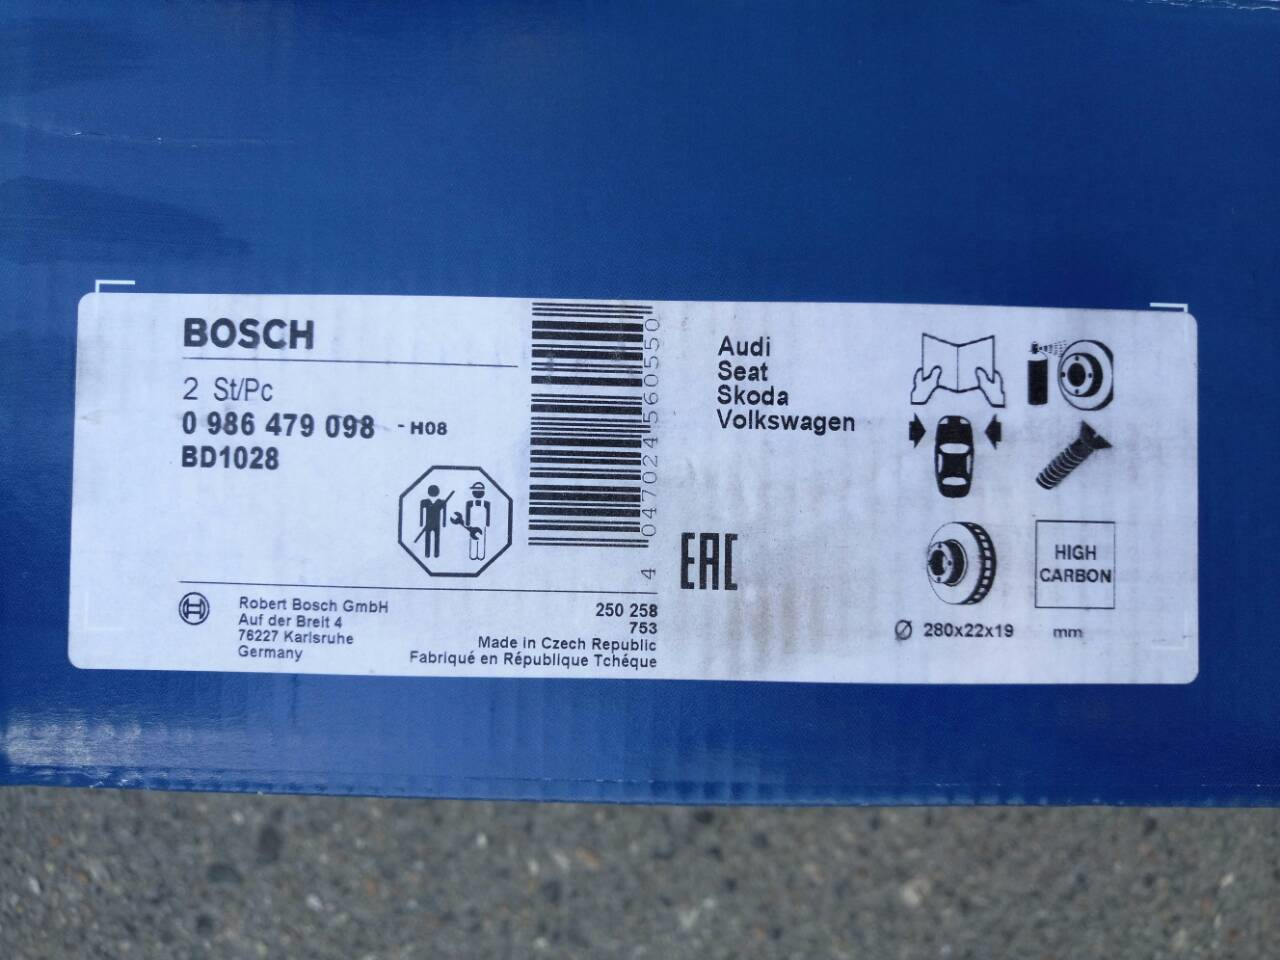 BOSCH
2 St/Pc
0 986 479 098 - H08
BD1028
4 047024 560550
Audi
Seat
Skoda
Volkswagen
EAC
HIGH
CARBON
Ø 280x22x19 mm
Robert Bosch GmbH
Auf der Breit 4
76227 Karlsruhe
Germany
250 258
753
Made in Czech Republic
Fabriqué en République Tchéque